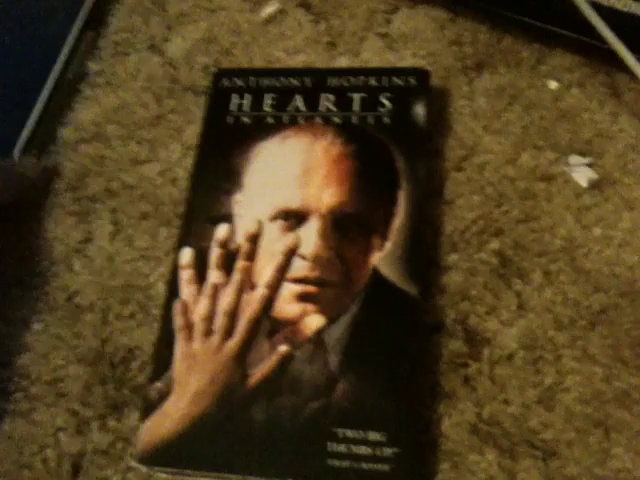 ANTHONY HOPKINS
HEARTS
IN ATLANTIS
"TWO BIG
THUMBS UP!"